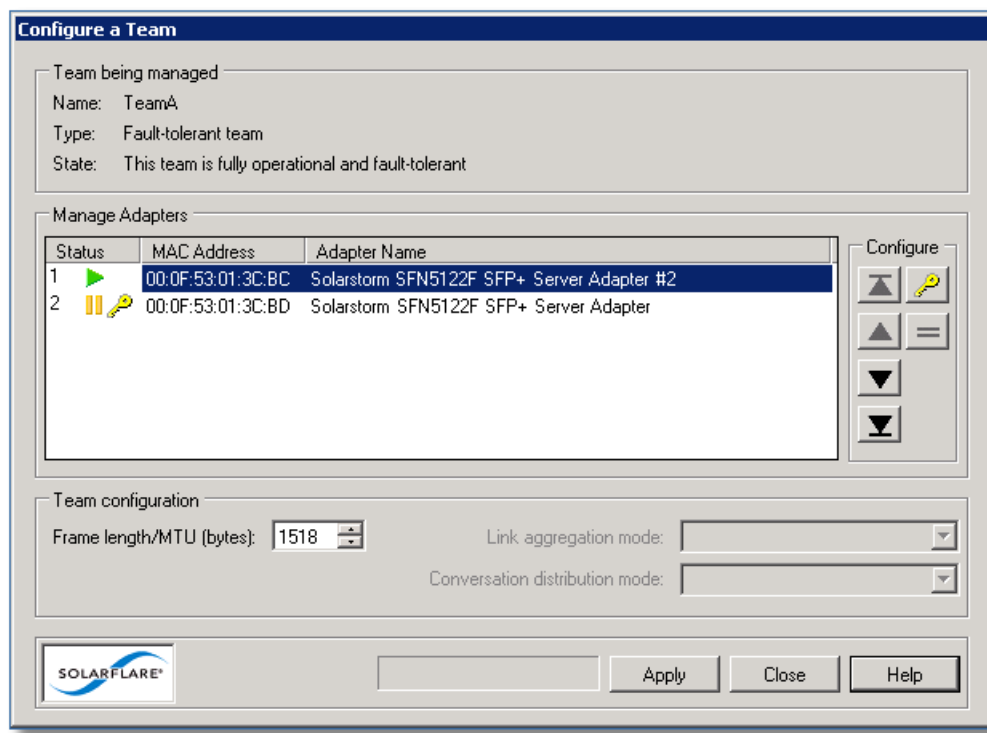 Configure a Team
Team being managed
Name: TeamA
Type: Fault-tolerant team
State: This team is fully operational and fault-tolerant
Manage Adapters
Status MAC Address Adapter Name
1 00:0F:53:01:3C:BC Solarstorm SFN5122F SFP+ Server Adapter #2
2 00:0F:53:01:3C:BD Solarstorm SFN5122F SFP+ Server Adapter
Configure
Team configuration
Frame length/MTU (bytes): 1518
Link aggregation mode:
Conversation distribution mode:
SOLARFLARE®
Apply Close Help